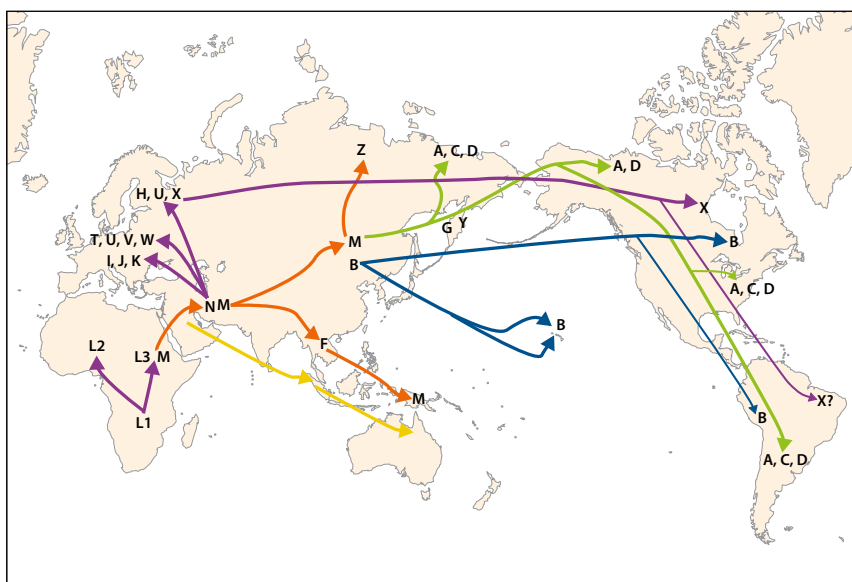 Z
A, C, D
A, D
H, U, X
X
G
Y
T, U, V, W
M
B
I, J, K
B
A, C, D
N
M
B
L2
L3
M
F
M
X?
L1
B
A, C, D